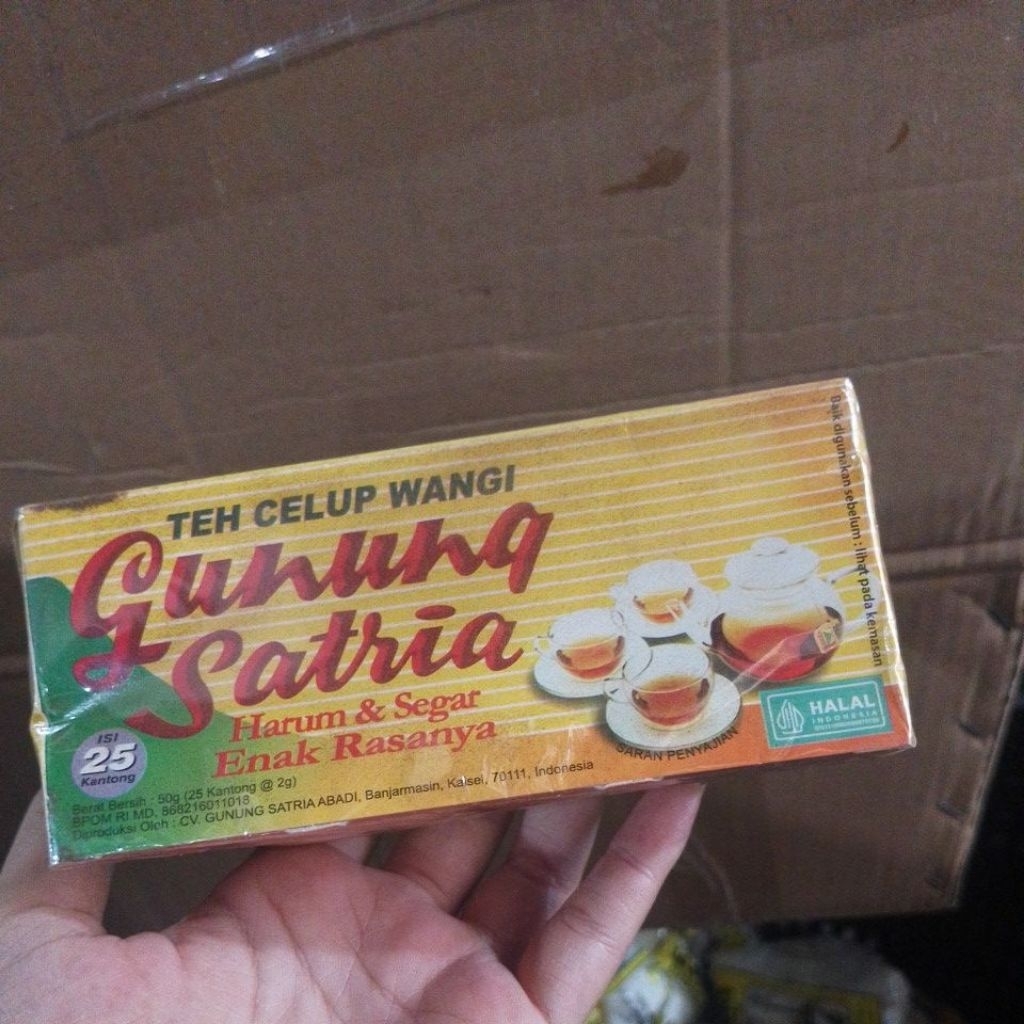 TEH CELUP WANGI
Gunung
Satria
Harum & Segar
Enak Rasanya
ISI
25
Kantong
Berat Bersih : 50g (25 Kantong @ 2g)
BPOM RI MD. 868216011018
Diproduksi Oleh : CV. GUNUNG SATRIA ABADI, Banjarmasin, Kalsel, 70111, Indonesia
SARAN PENYAJIAN
HALAL
INDONESIA
Baik digunakan sebelum : lihat pada kemasan